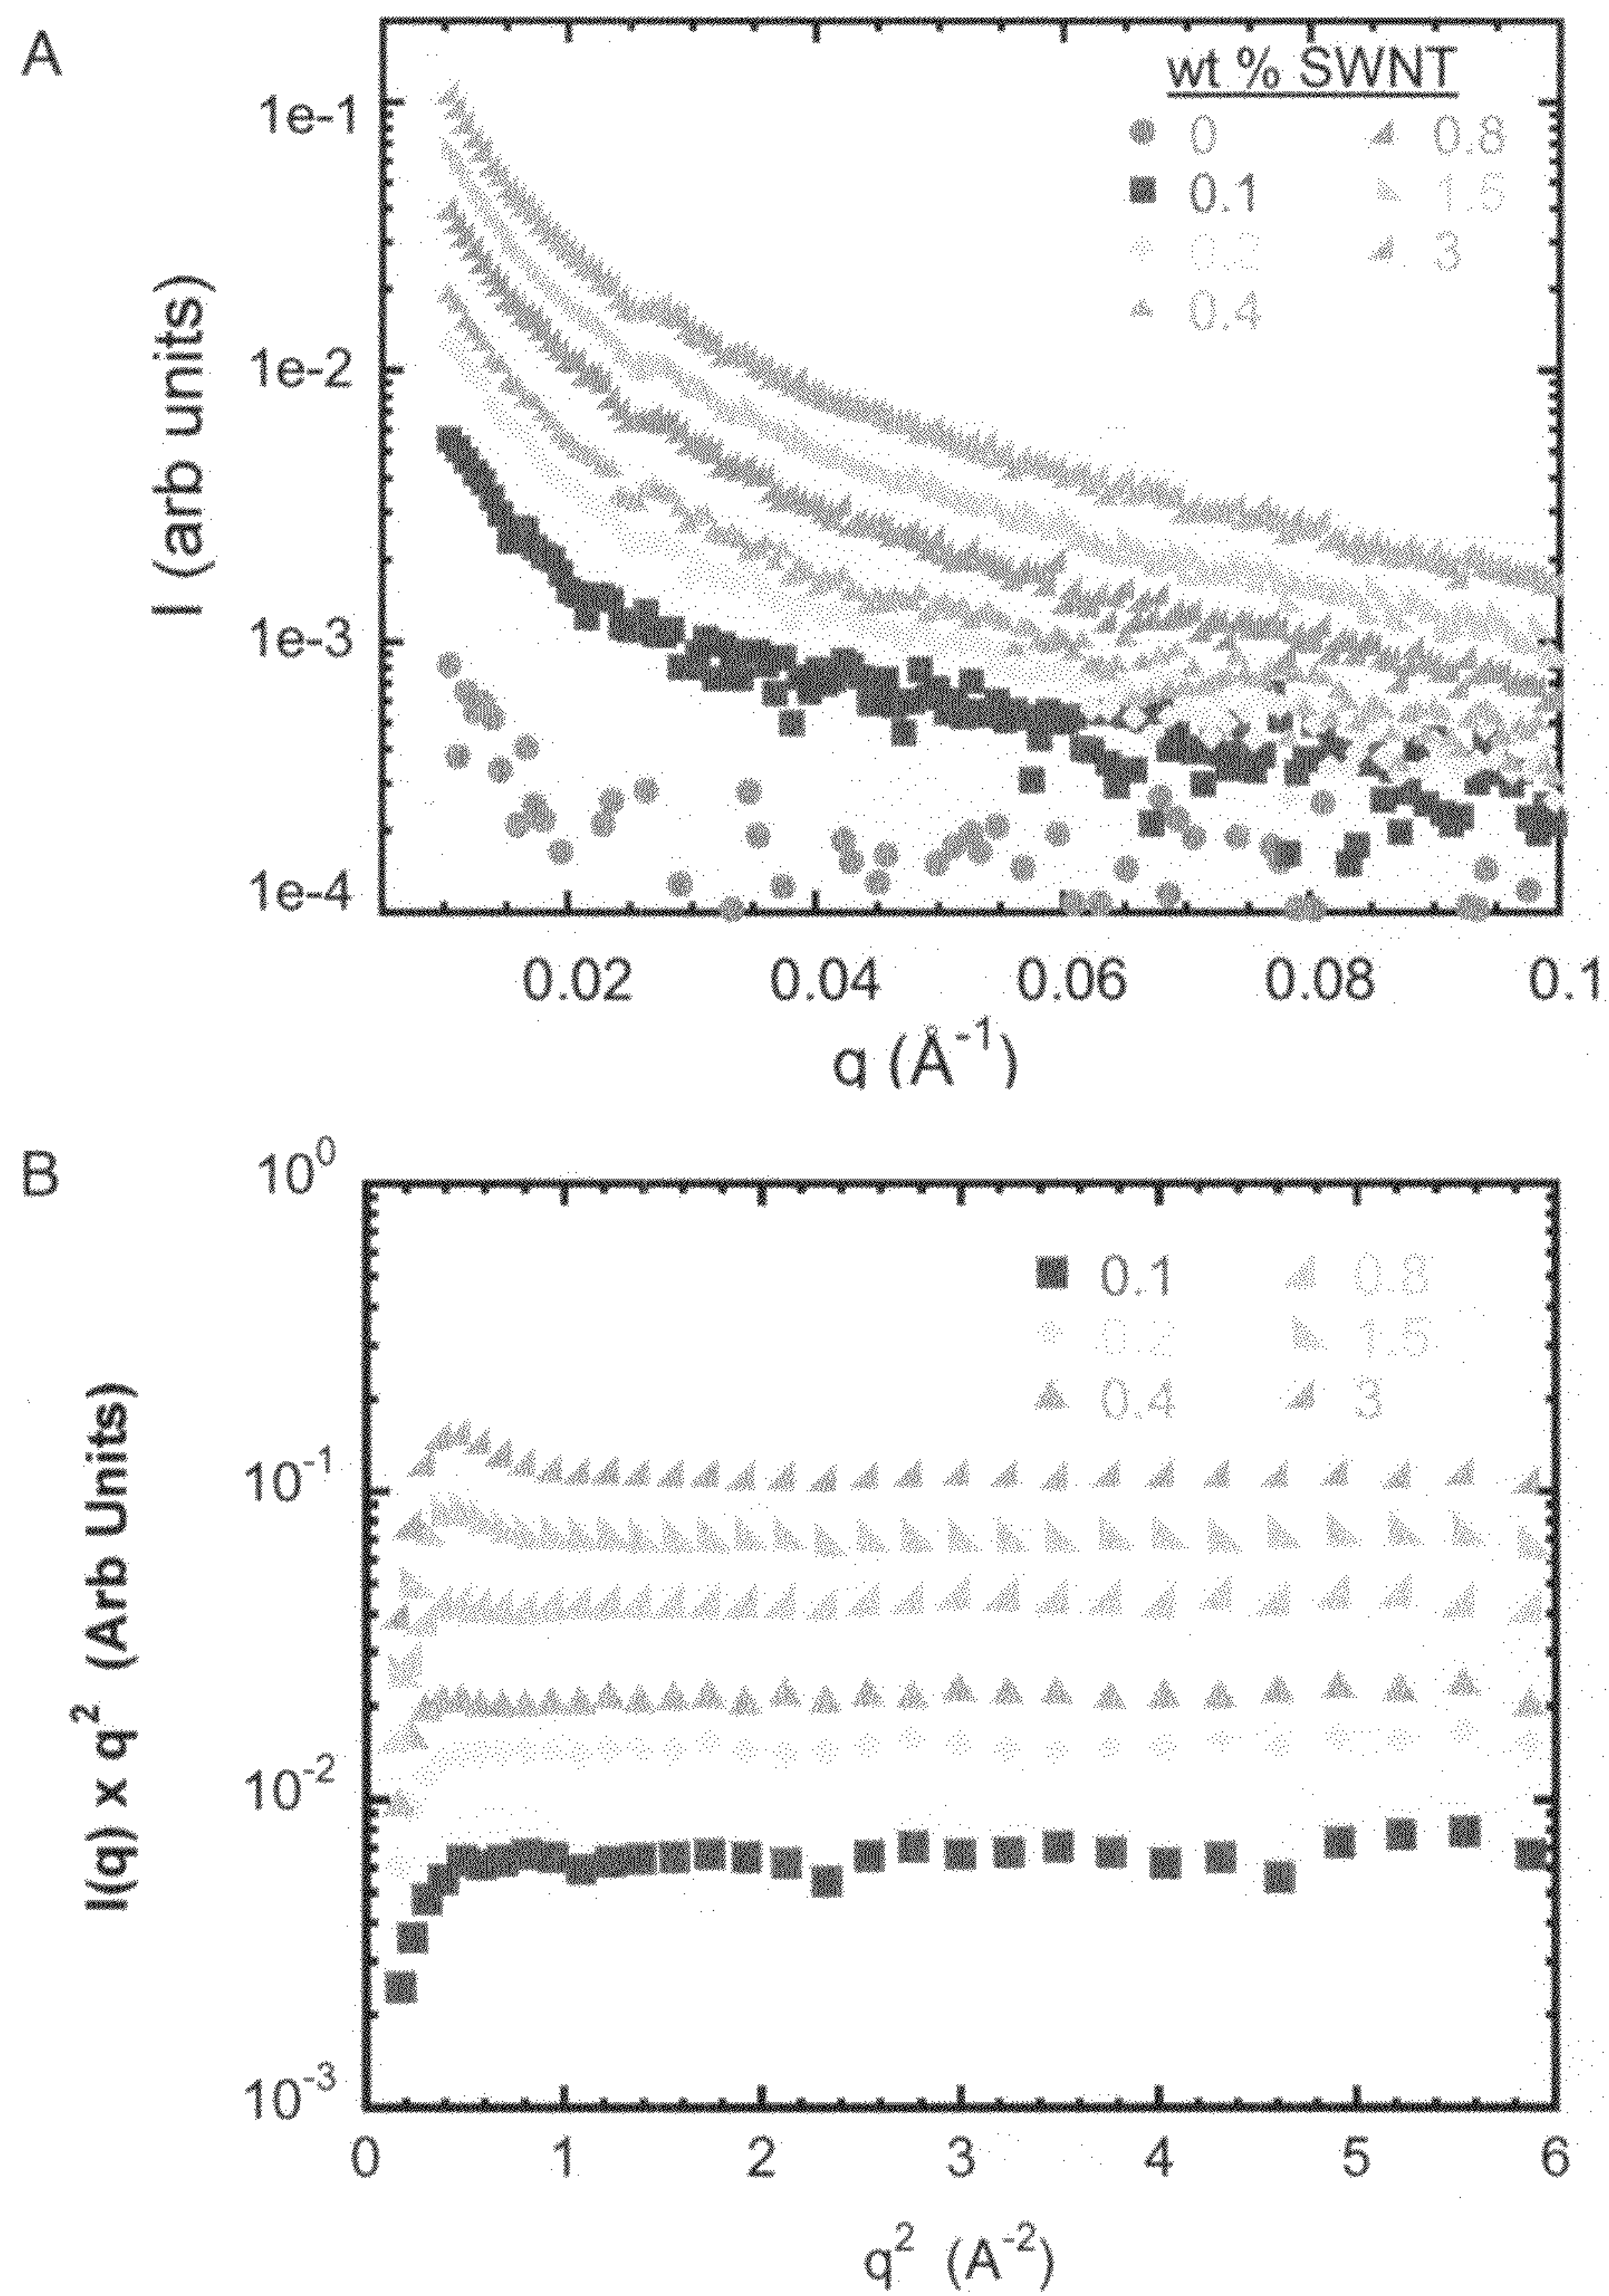 A
wt % SWNT
0 0.8
0.1 1.5
0.2 3
0.4
1e-1
1e-2
1e-3
1e-4
I (arb units)
0.02 0.04 0.06 0.08 0.1
q (Å⁻¹)
B
10⁰
10⁻¹
10⁻²
10⁻³
0.1 0.8
0.2 1.5
0.4 3
I(q) x q² (Arb Units)
0 1 2 3 4 5 6
q² (A⁻²)